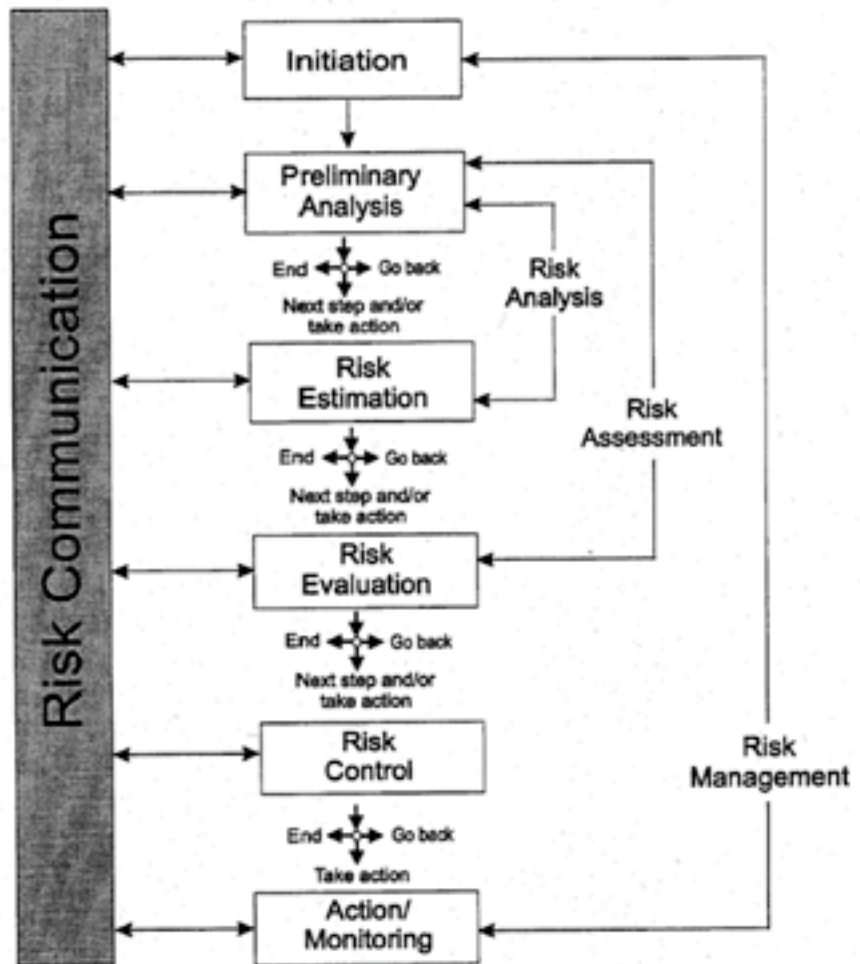 Risk Communication
Initiation
Preliminary
Analysis
End
Go back
Next step and/or
take action
Risk
Analysis
Risk
Estimation
End
Go back
Next step and/or
take action
Risk
Assessment
Risk
Evaluation
End
Go back
Next step and/or
take action
Risk
Control
Risk
Management
End
Go back
Take action
Action/
Monitoring